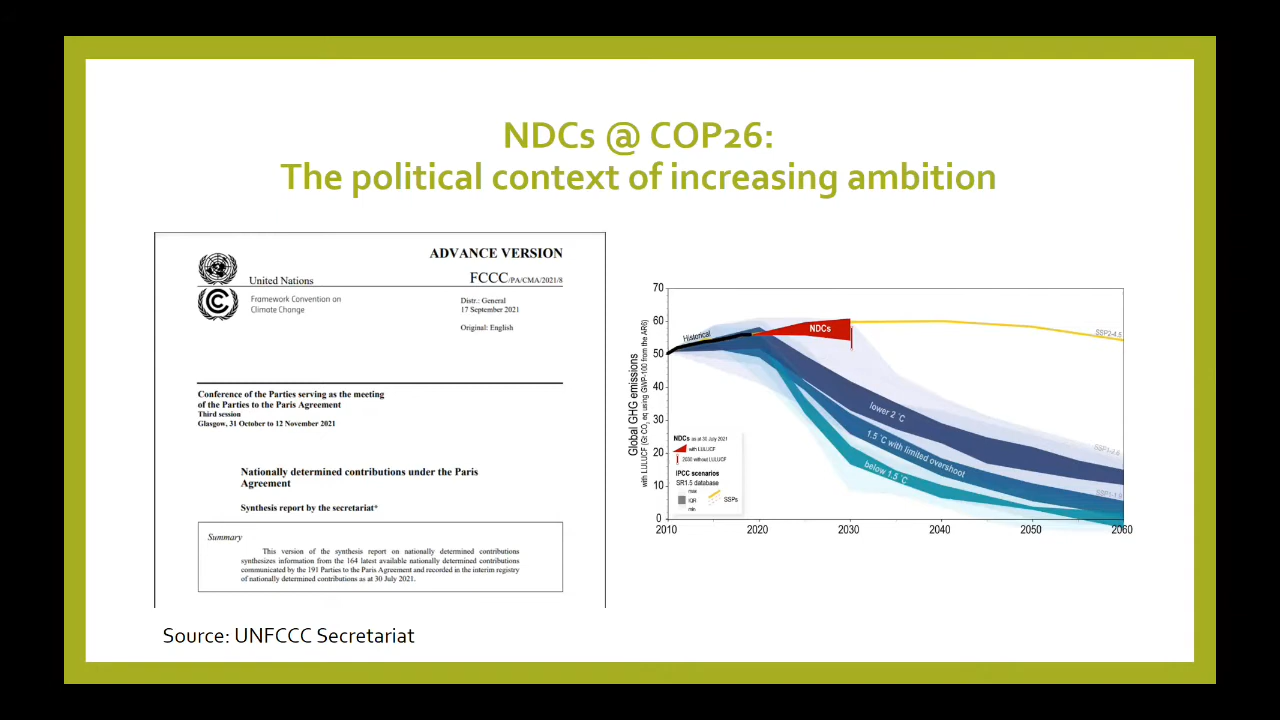 NDCs @ COP26:
The political context of increasing ambition
ADVANCE VERSION
United Nations
FCCC/PA/CMA/2021/8
Framework Convention on
Climate Change
Distr.: General
17 September 2021
Original: English
Conference of the Parties serving as the meeting
of the Parties to the Paris Agreement
Third session
Glasgow, 31 October to 12 November 2021
Nationally determined contributions under the Paris
Agreement
Synthesis report by the secretariat*
Summary
This version of the synthesis report on nationally determined contributions
synthesizes information from the 164 latest available nationally determined contributions
communicated by the 191 Parties to the Paris Agreement and recorded in the interim registry
of nationally determined contributions as at 30 July 2021.
Source: UNFCCC Secretariat
Global GHG emissions
with LULUCF (Gt CO2 eq using GWP-100 from the AR6)
70
60
50
40
30
20
10
0
2010
2020
2030
2040
2050
2060
Historical
NDCs
SSP2-4.5
lower 2 °C
1.5 °C with limited overshoot
below 1.5 °C
SSP1-2.6
SSP1-1.9
NDCs as at 30 July 2021
with LULUCF
2030 without LULUCF
IPCC scenarios
SR1.5 database
max
IQR
min
SSPs